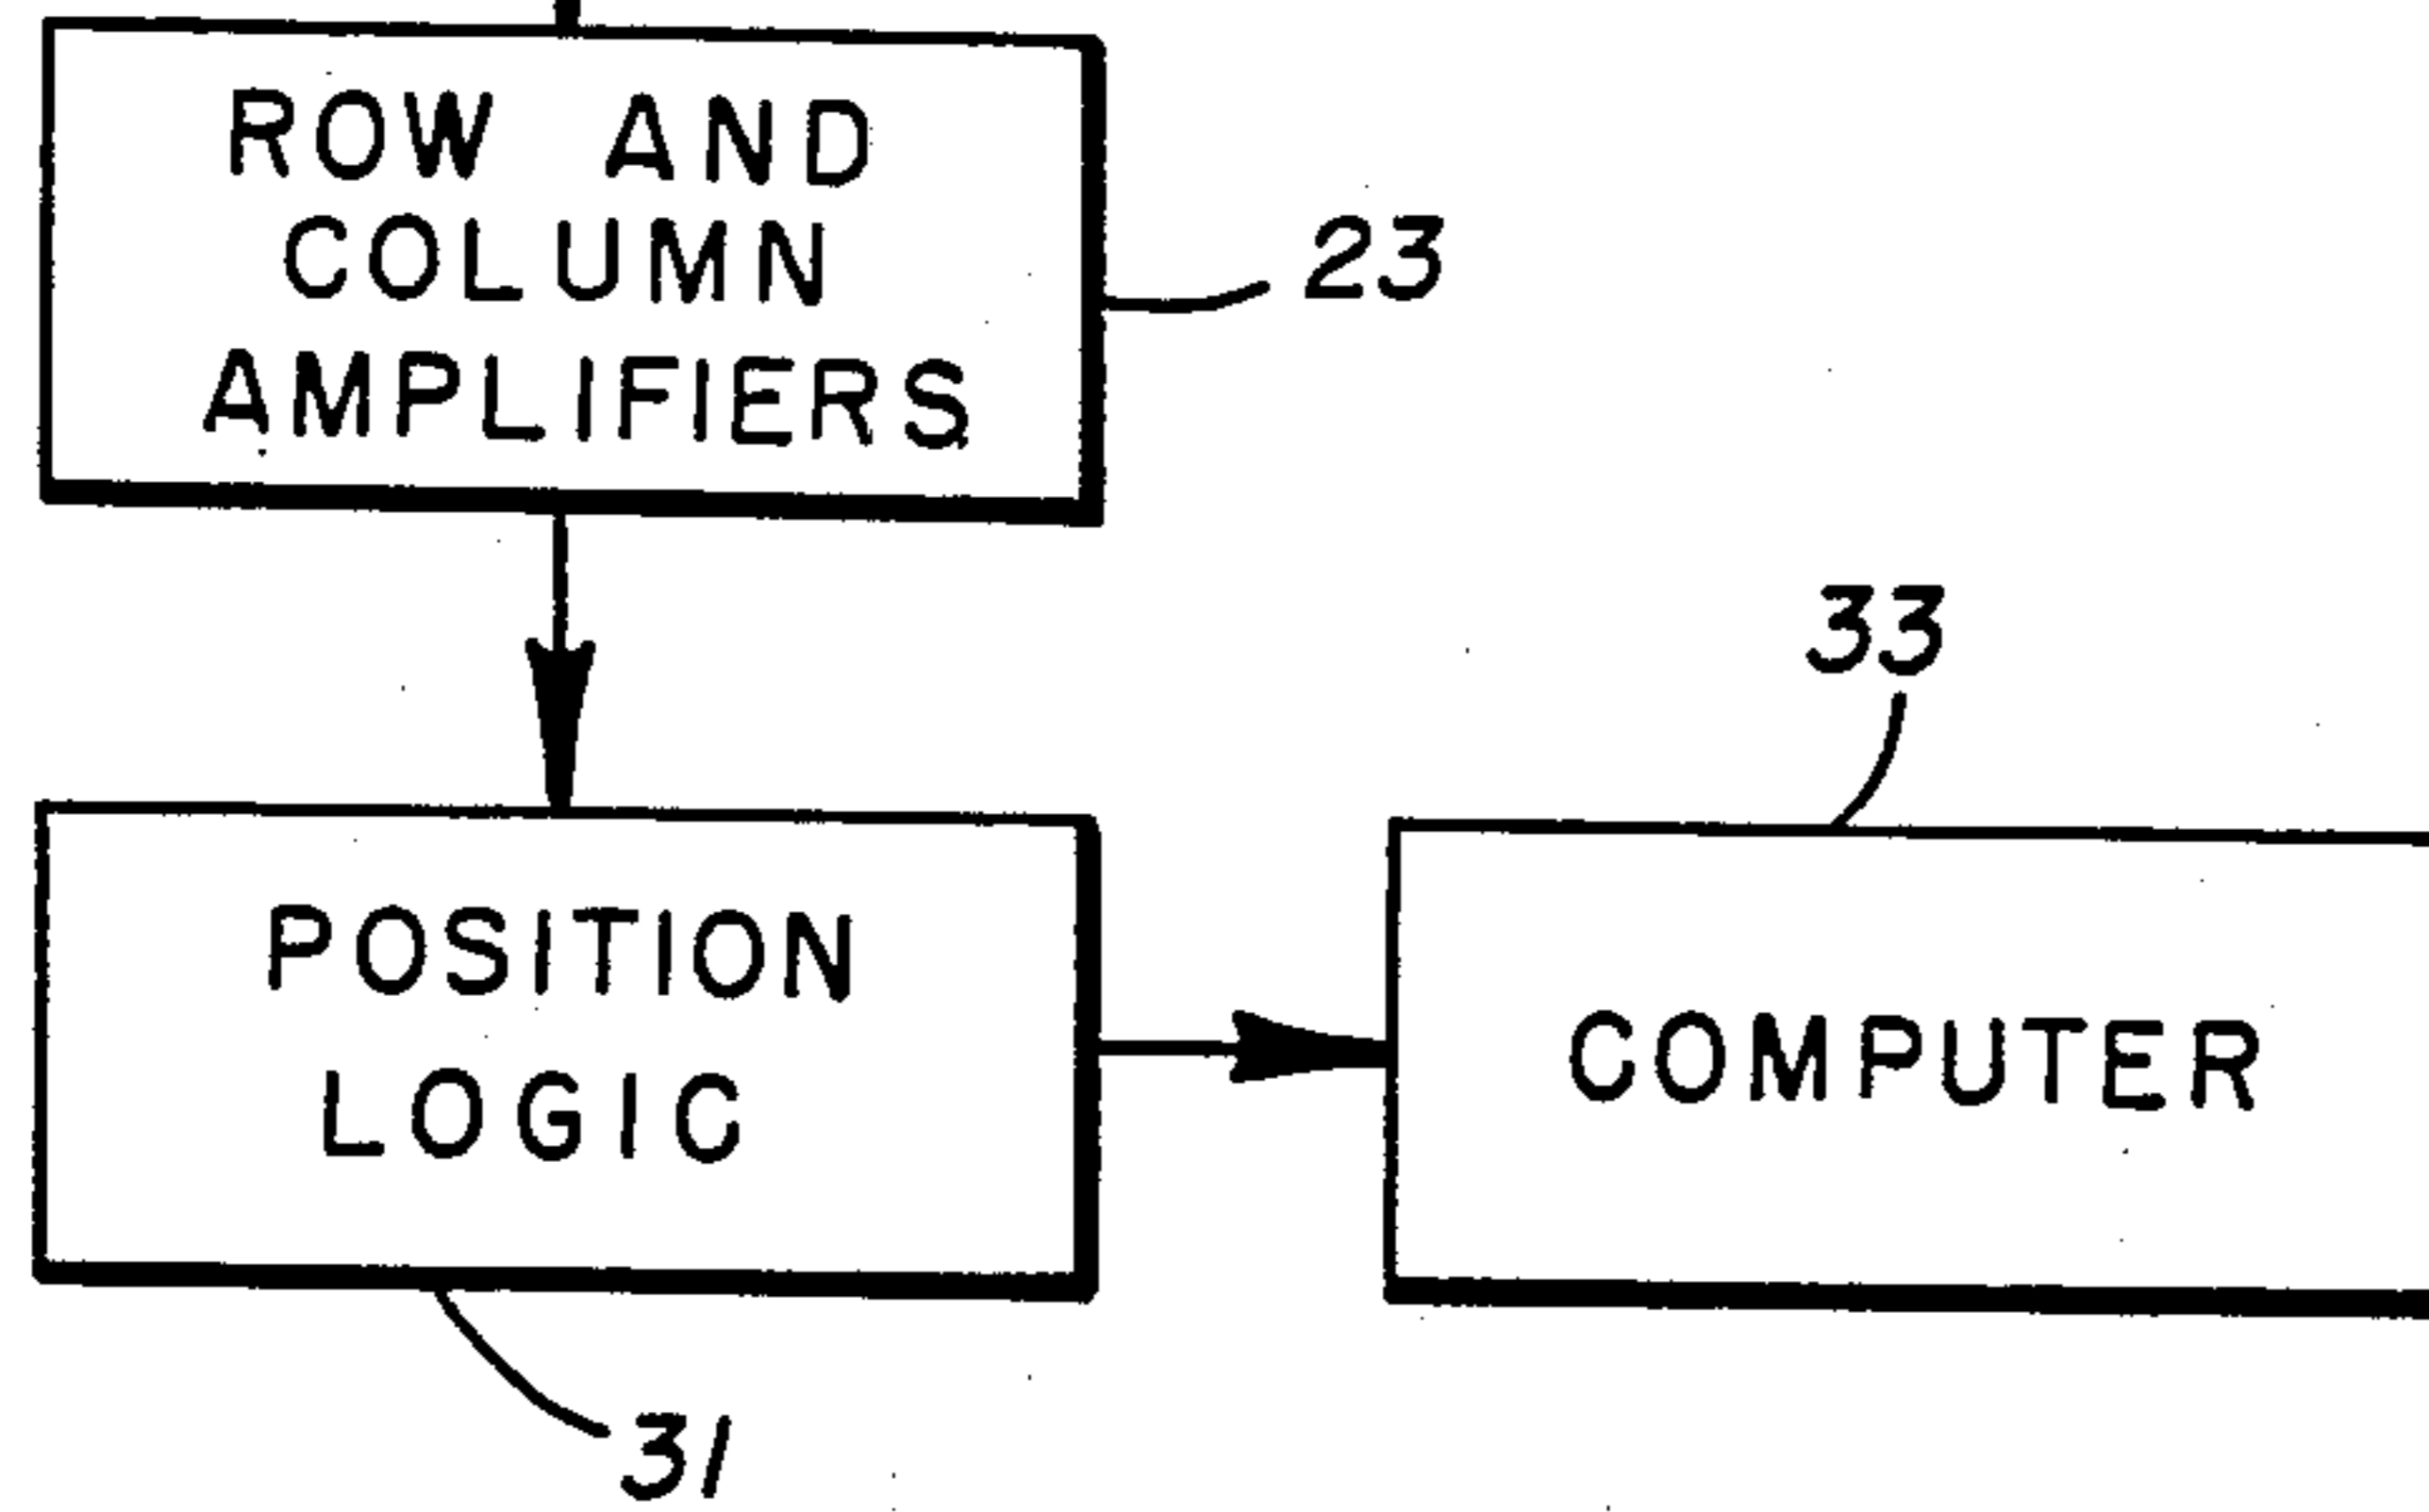 ROW AND
COLUMN
AMPLIFIERS
23
33
POSITION
LOGIC
COMPUTER
31